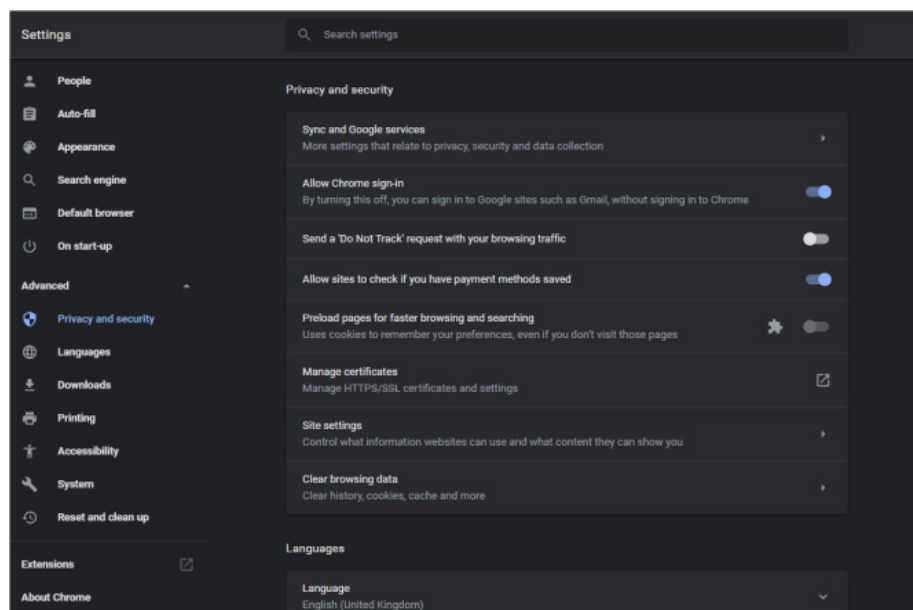 Settings
Search settings
People
Auto-fill
Appearance
Search engine
Default browser
On start-up
Advanced
Privacy and security
Languages
Downloads
Printing
Accessibility
System
Reset and clean up
Extensions
About Chrome
Privacy and security
Sync and Google services
More settings that relate to privacy, security and data collection
Allow Chrome sign-in
By turning this off, you can sign in to Google sites such as Gmail, without signing in to Chrome
Send a 'Do Not Track' request with your browsing traffic
Allow sites to check if you have payment methods saved
Preload pages for faster browsing and searching
Uses cookies to remember your preferences, even if you don't visit those pages
Manage certificates
Manage HTTPS/SSL certificates and settings
Site settings
Control what information websites can use and what content they can show you
Clear browsing data
Clear history, cookies, cache and more
Languages
Language
English (United Kingdom)